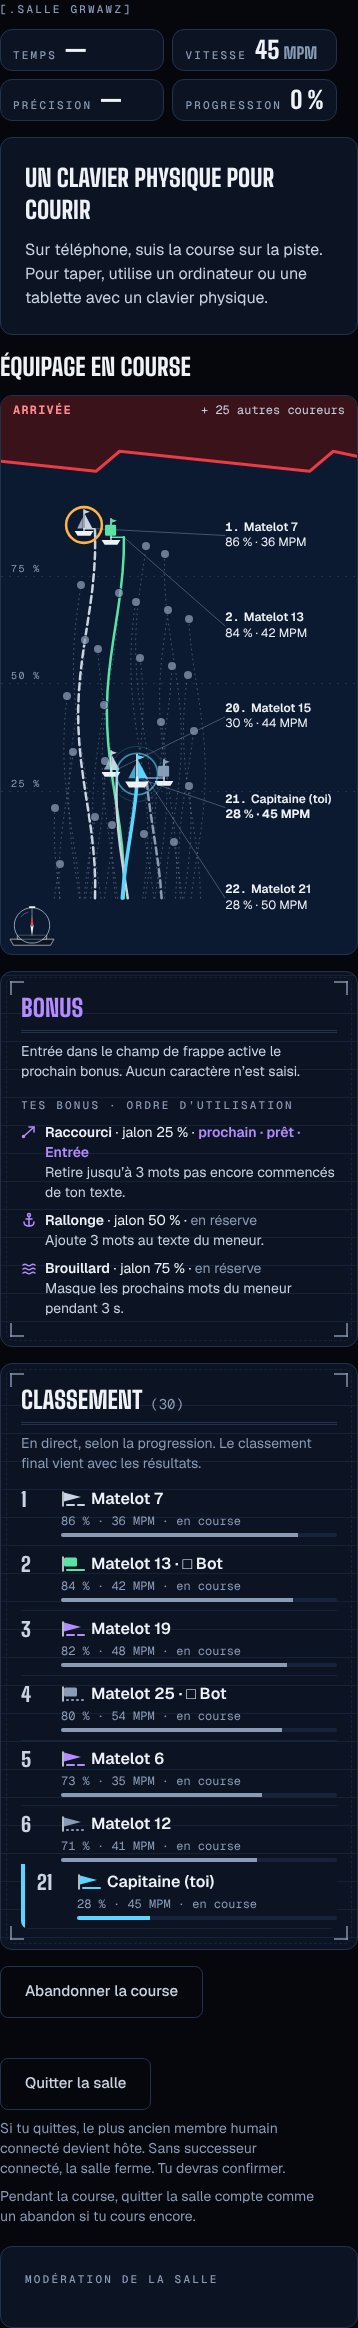 [.SALLE GRWAWZ]
TEMPS —
VITESSE 45 MPM
PRÉCISION —
PROGRESSION 0 %
UN CLAVIER PHYSIQUE POUR
COURIR
Sur téléphone, suis la course sur la piste.
Pour taper, utilise un ordinateur ou une
tablette avec un clavier physique.
ÉQUIPAGE EN COURSE
ARRIVÉE
+ 25 autres coureurs
1. Matelot 7
86 % · 36 MPM
75 %
2. Matelot 13
84 % · 42 MPM
50 %
20. Matelot 15
30 % · 44 MPM
25 %
21. Capitaine (toi)
28 % · 45 MPM
22. Matelot 21
28 % · 50 MPM
BONUS
Entrée dans le champ de frappe active le
prochain bonus. Aucun caractère n'est saisi.
TES BONUS · ORDRE D'UTILISATION
Raccourci · jalon 25 % · prochain · prêt ·
Entrée
Retire jusqu'à 3 mots pas encore commencés
de ton texte.
Rallonge · jalon 50 % · en réserve
Ajoute 3 mots au texte du meneur.
Brouillard · jalon 75 % · en réserve
Masque les prochains mots du meneur
pendant 3 s.
CLASSEMENT (30)
En direct, selon la progression. Le classement
final vient avec les résultats.
1 Matelot 7
86 % · 36 MPM · en course
2 Matelot 13 · □ Bot
84 % · 42 MPM · en course
3 Matelot 19
82 % · 48 MPM · en course
4 Matelot 25 · □ Bot
80 % · 54 MPM · en course
5 Matelot 6
73 % · 35 MPM · en course
6 Matelot 12
71 % · 41 MPM · en course
21 Capitaine (toi)
28 % · 45 MPM · en course
Abandonner la course
Quitter la salle
Si tu quittes, le plus ancien membre humain
connecté devient hôte. Sans successeur
connecté, la salle ferme. Tu devras confirmer.
Pendant la course, quitter la salle compte comme
un abandon si tu cours encore.
MODÉRATION DE LA SALLE